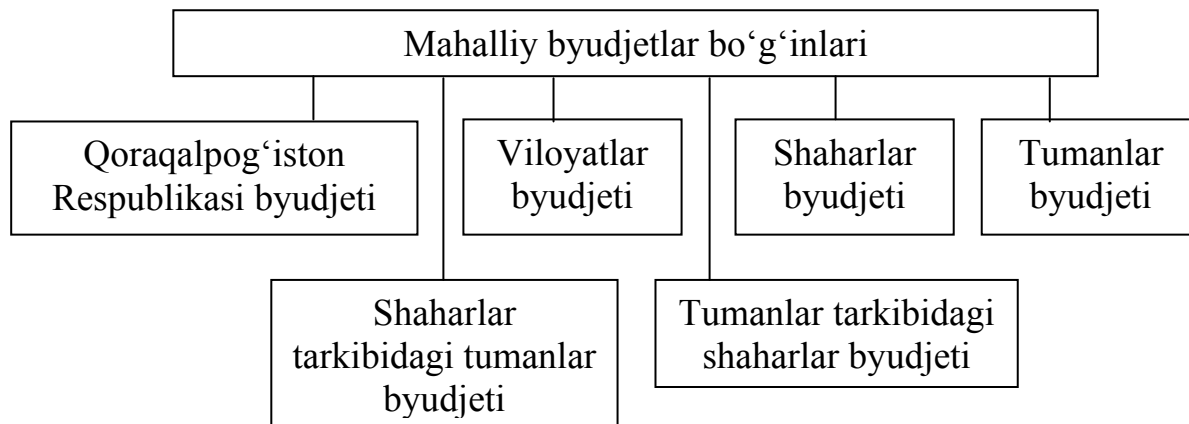 Mahalliy byudjetlar bo‘g‘inlari
Qoraqalpog‘iston
Respublikasi byudjeti
Viloyatlar
byudjeti
Shaharlar
byudjeti
Tumanlar
byudjeti
Shaharlar
tarkibidagi tumanlar
byudjeti
Tumanlar tarkibidagi
shaharlar byudjeti